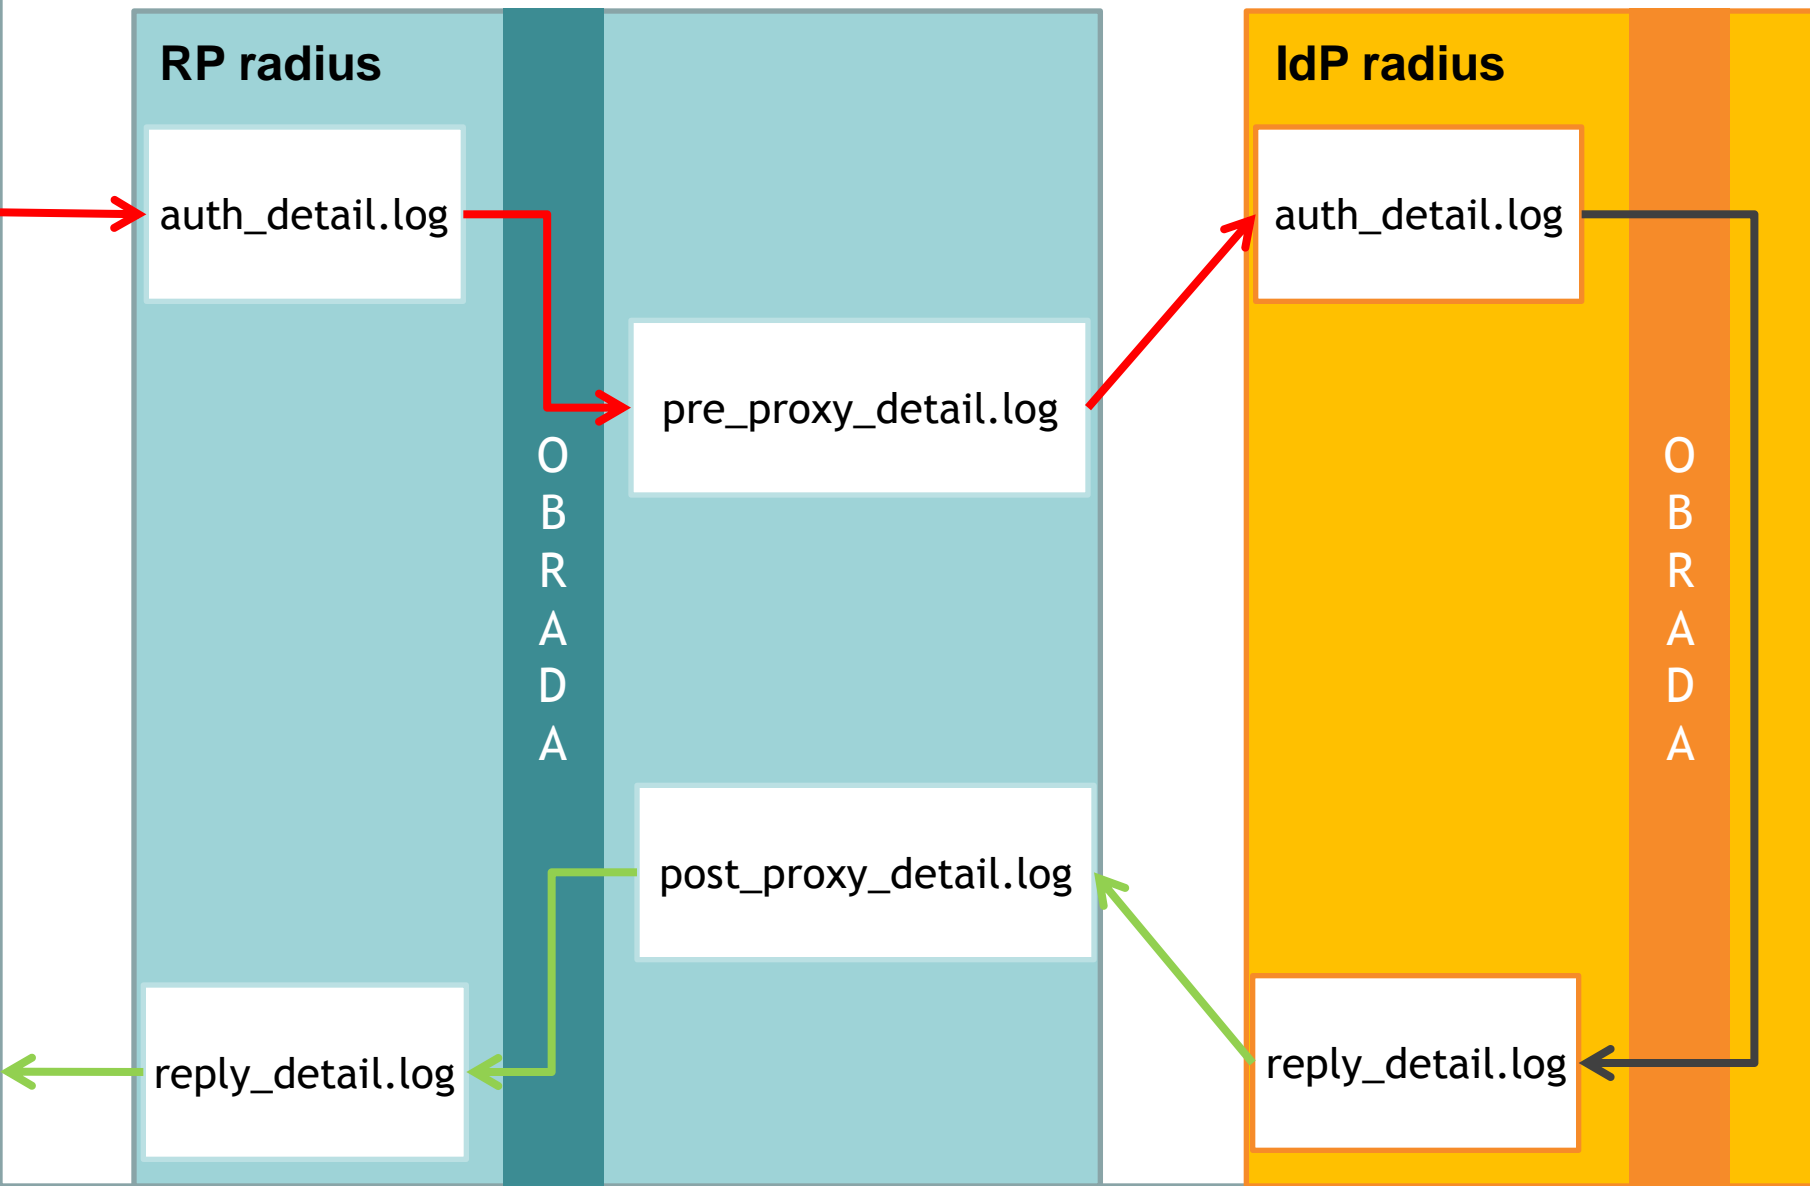 RP radius
auth_detail.log
pre_proxy_detail.log
O
B
R
A
D
A
post_proxy_detail.log
reply_detail.log
IdP radius
auth_detail.log
O
B
R
A
D
A
reply_detail.log